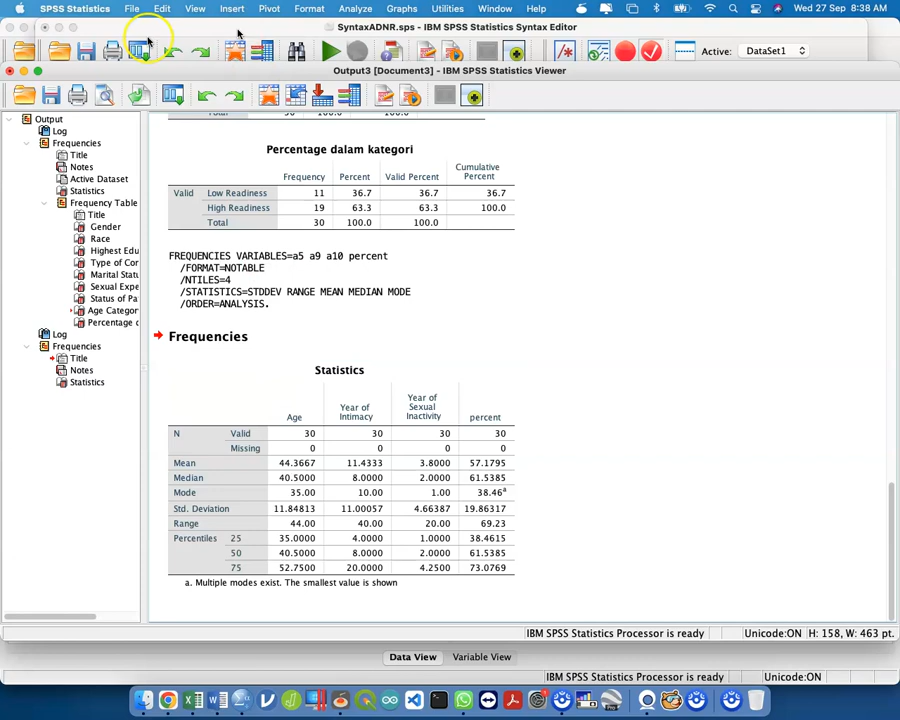 SPSS Statistics File Edit View Insert Pivot Format Analyze Graphs Utilities Window Help Wed 27 Sep 8:38 AM
SyntaxADNR.sps - IBM SPSS Statistics Syntax Editor
Active: DataSet1
Output3 [Document3] - IBM SPSS Statistics Viewer
Output
Log
Frequencies
Title
Notes
Active Dataset
Statistics
Frequency Table
Title
Gender
Race
Highest Edu
Type of Cor
Marital Statu
Sexual Expe
Status of Pa
Age Categor
Percentage d
Log
Frequencies
Title
Notes
Statistics
Total 30 100.0 100.0
Percentage dalam kategori
Frequency Percent Valid Percent Cumulative Percent
Valid Low Readiness 11 36.7 36.7 36.7
High Readiness 19 63.3 63.3 100.0
Total 30 100.0 100.0
FREQUENCIES VARIABLES=a5 a9 a10 percent
/FORMAT=NOTABLE
/NTILES=4
/STATISTICS=STDDEV RANGE MEAN MEDIAN MODE
/ORDER=ANALYSIS.
Frequencies
Statistics
Age Year of Intimacy Year of Sexual Inactivity percent
N Valid 30 30 30 30
Missing 0 0 0 0
Mean 44.3667 11.4333 3.8000 57.1795
Median 40.5000 8.0000 2.0000 61.5385
Mode 35.00 10.00 1.00 38.46a
Std. Deviation 11.84813 11.00057 4.66387 19.86317
Range 44.00 40.00 20.00 69.23
Percentiles 25 35.0000 4.0000 1.0000 38.4615
50 40.5000 8.0000 2.0000 61.5385
75 52.7500 20.0000 4.2500 73.0769
a. Multiple modes exist. The smallest value is shown
IBM SPSS Statistics Processor is ready Unicode:ON H: 158, W: 463 pt.
Data View Variable View
IBM SPSS Statistics Processor is ready Unicode:ON